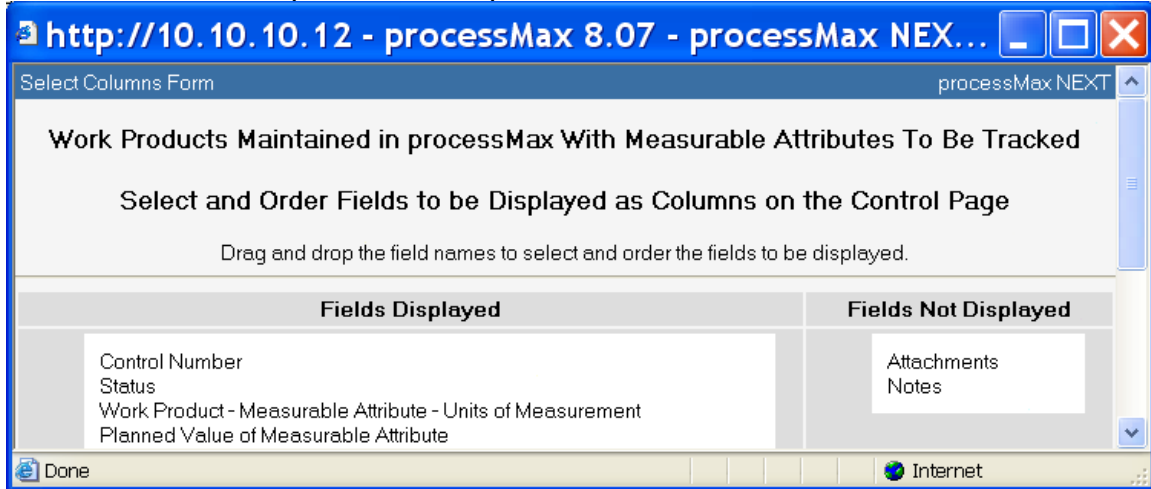 http://10.10.10.12 - processMax 8.07 - processMax NEX...
Select Columns Form processMax NEXT
Work Products Maintained in processMax With Measurable Attributes To Be Tracked
Select and Order Fields to be Displayed as Columns on the Control Page
Drag and drop the field names to select and order the fields to be displayed.
Fields Displayed Fields Not Displayed
Control Number Attachments
Status Notes
Work Product - Measurable Attribute - Units of Measurement
Planned Value of Measurable Attribute
Done Internet